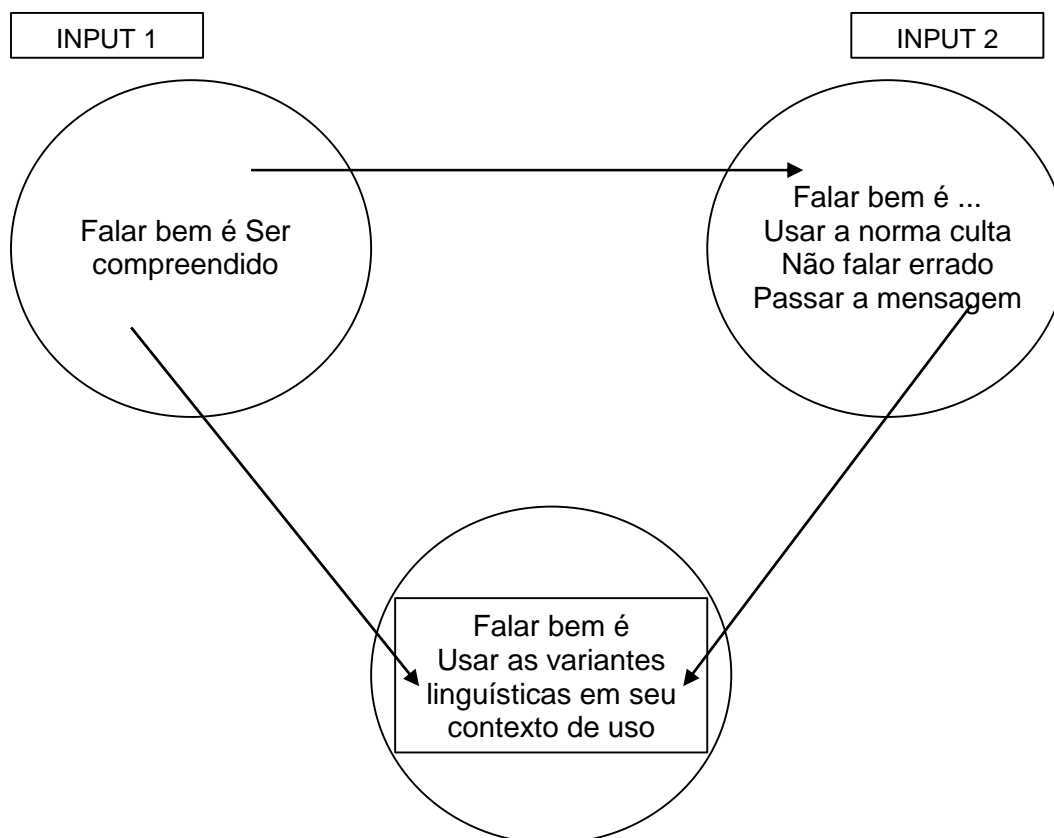 INPUT 1
INPUT 2
Falar bem é Ser
compreendido
Falar bem é ...
Usar a norma culta
Não falar errado
Passar a mensagem
Falar bem é
Usar as variantes
linguísticas em seu
contexto de uso